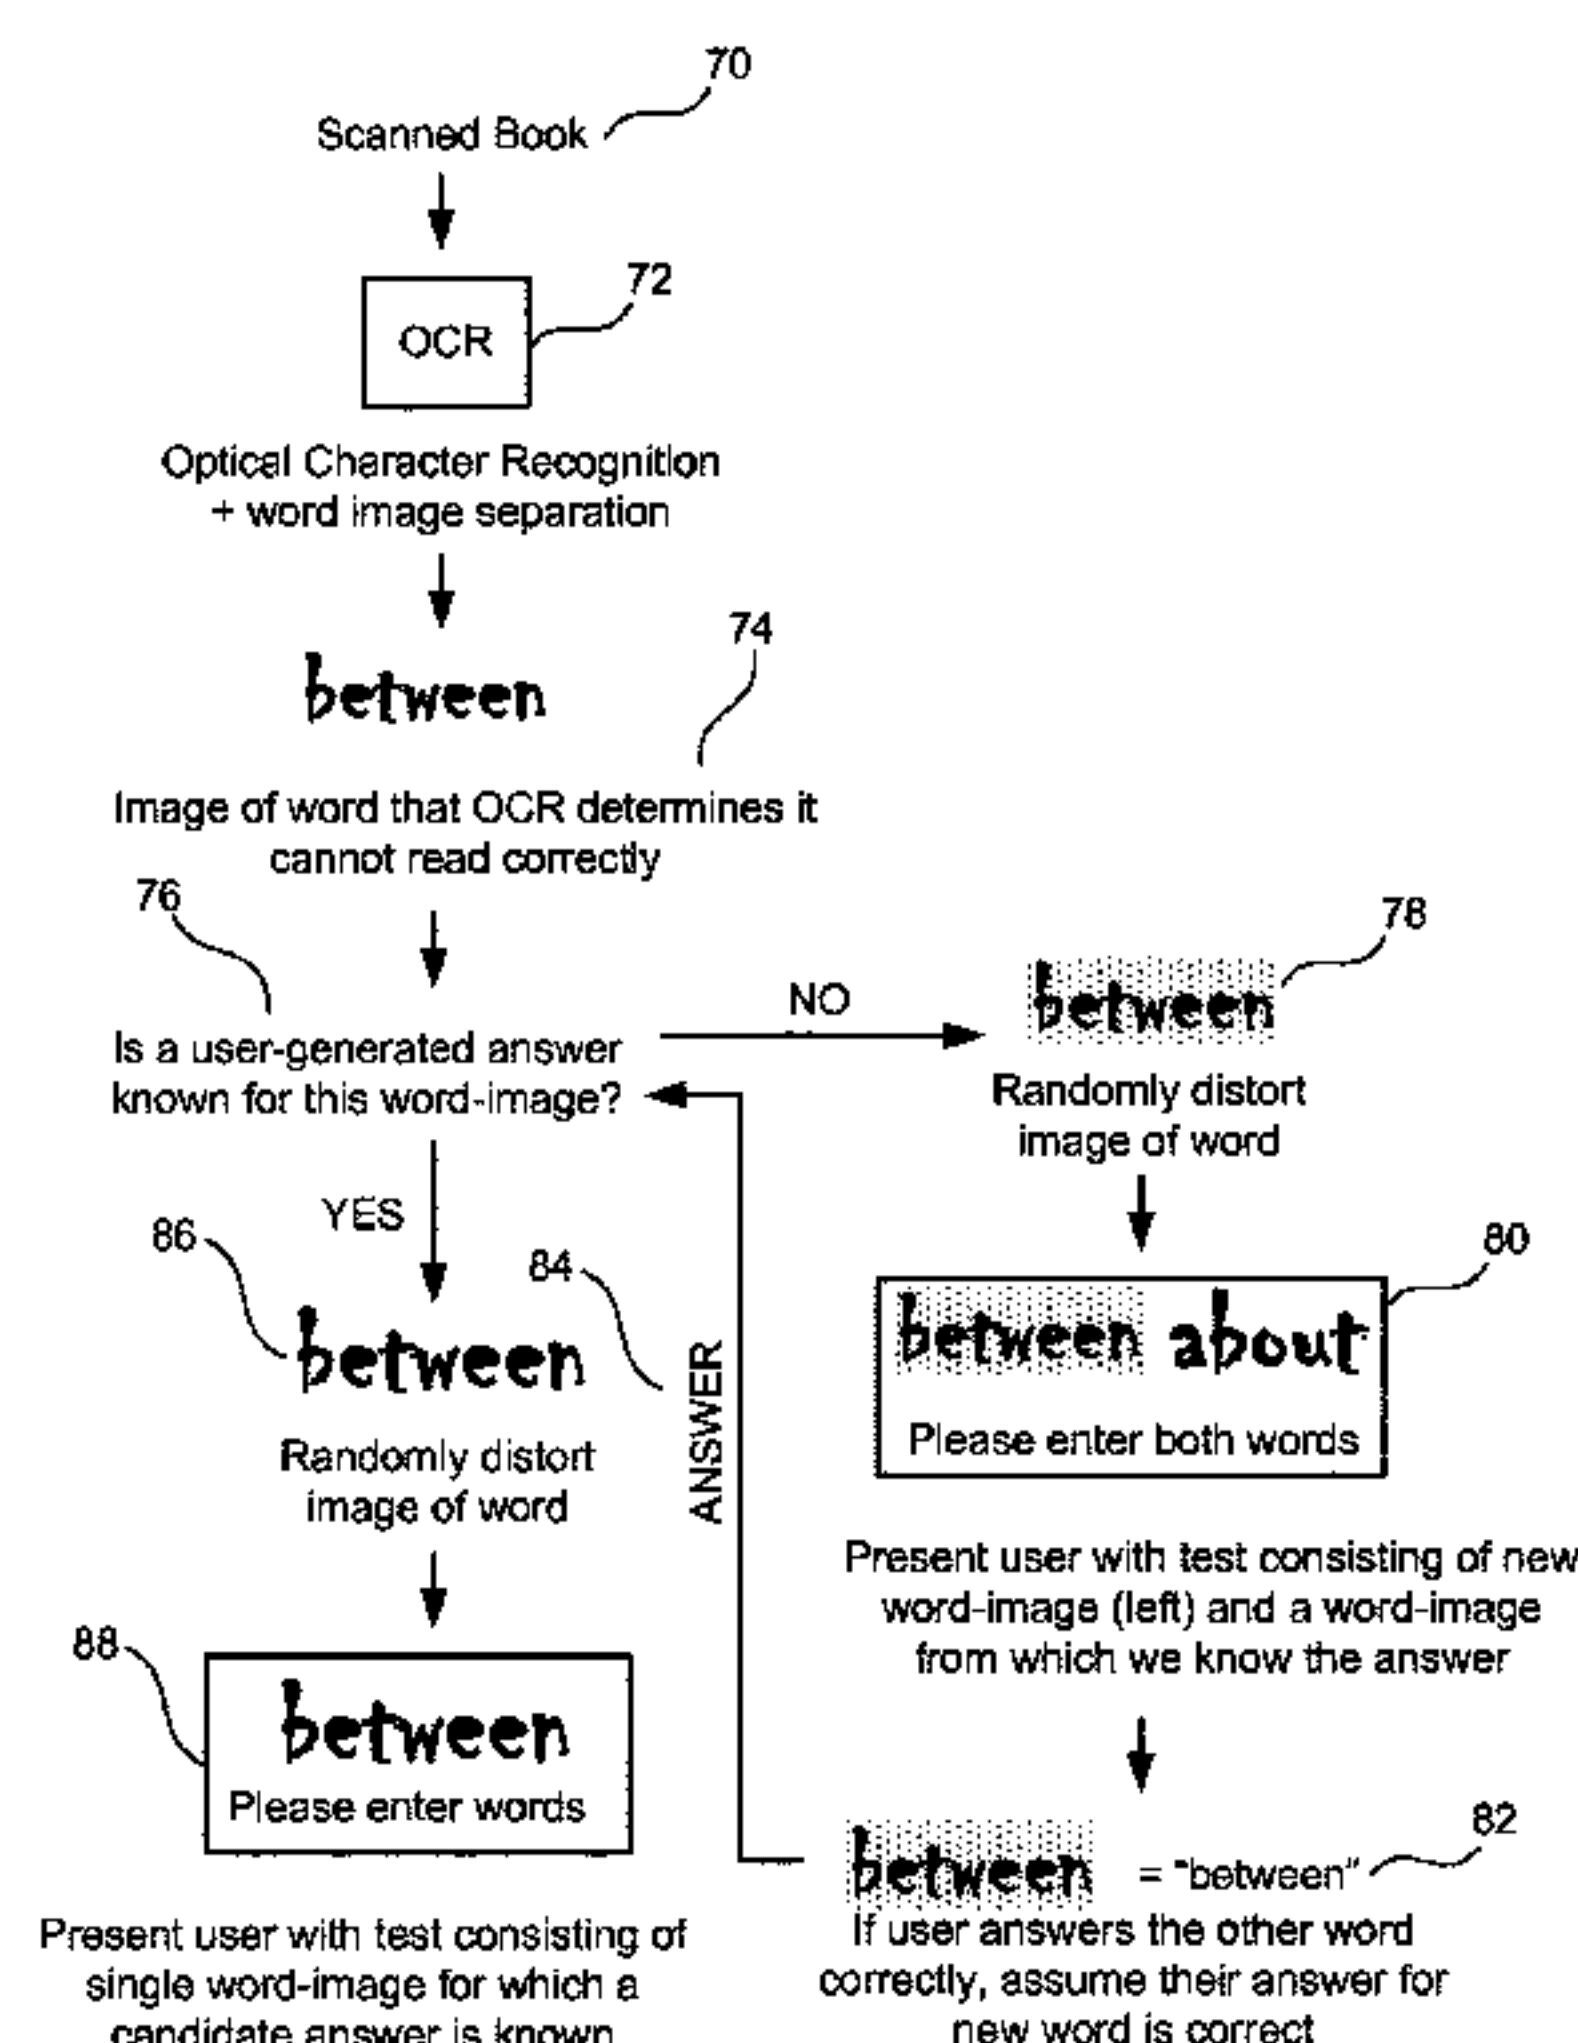 70
Scanned Book
72
OCR
Optical Character Recognition
+ word image separation
74
between
Image of word that OCR determines it
cannot read correctly
76
Is a user-generated answer
known for this word-image?
NO
78
between
Randomly distort
image of word
80
between about
Please enter both words
Present user with test consisting of new
word-image (left) and a word-image
from which we know the answer
82
between = "between"
If user answers the other word
correctly, assume their answer for
new word is correct
84
ANSWER
YES
86
between
Randomly distort
image of word
88
between
Please enter words
Present user with test consisting of
single word-image for which a
candidate answer is known